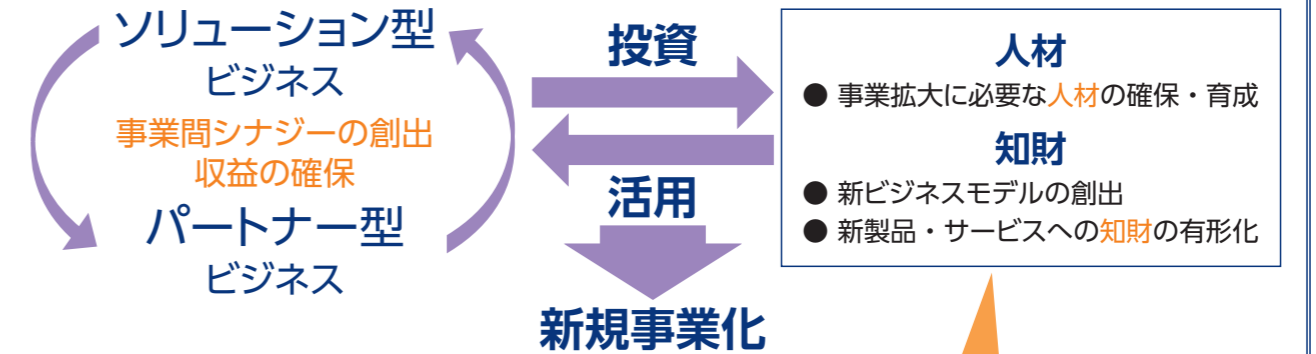 ソリューション型
ビジネス
事業間シナジーの創出
収益の確保
パートナー型
ビジネス
投資
活用
新規事業化
人材
● 事業拡大に必要な人材の確保・育成
知財
● 新ビジネスモデルの創出
● 新製品・サービスへの知財の有形化